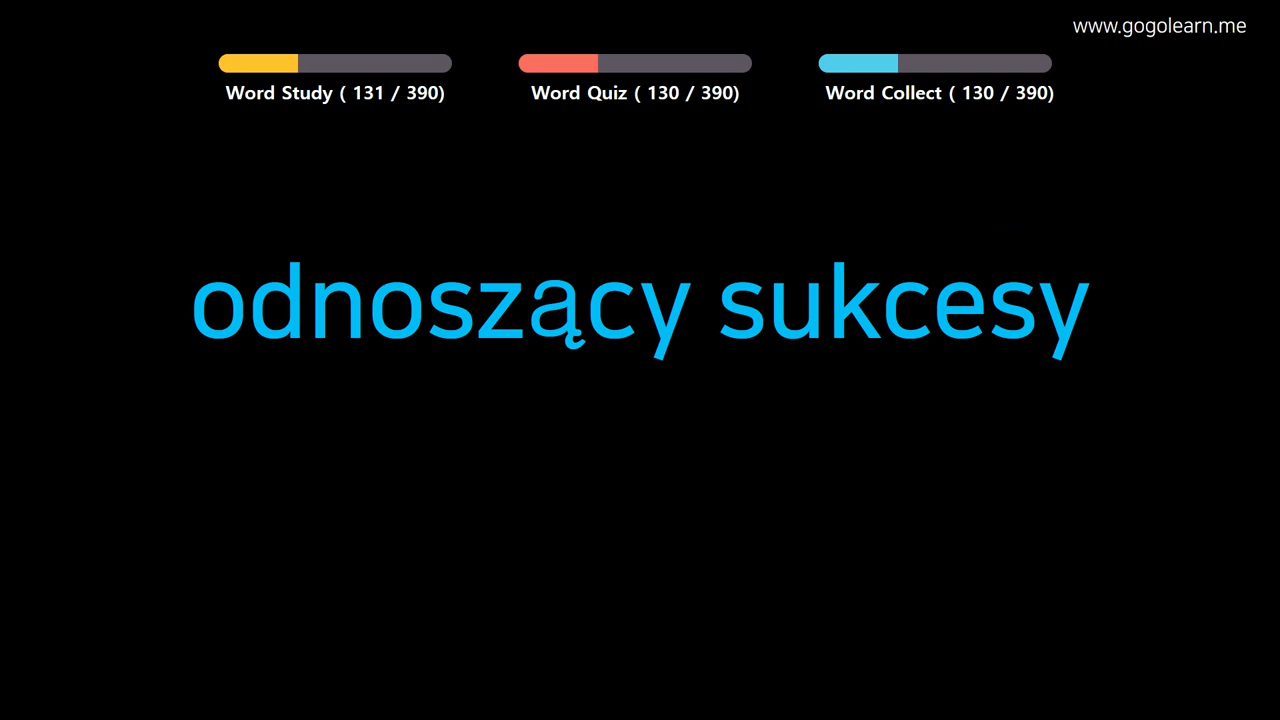 www.gogolearn.me
Word Study ( 131 / 390)
Word Quiz ( 130 / 390)
Word Collect ( 130 / 390)
odnoszący sukcesy